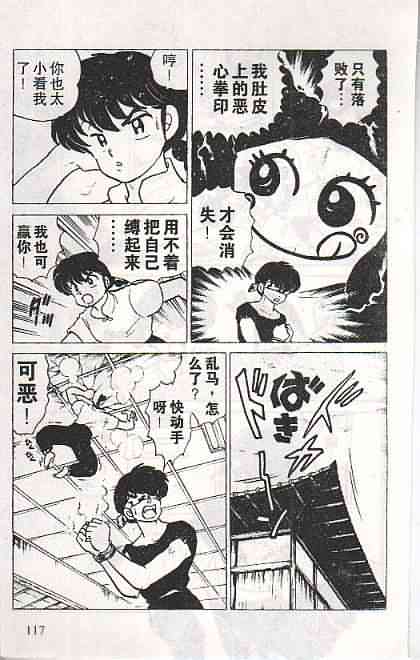 只有落
败了…
我肚皮
上的恶
心拳印
……
才会消
失！
哼！
你也太
小看我
了！
用不着
把自己
缚起来
……
我也可
赢你！
乱马，怎
么了？
快动手
呀！
可恶！
ばき
117